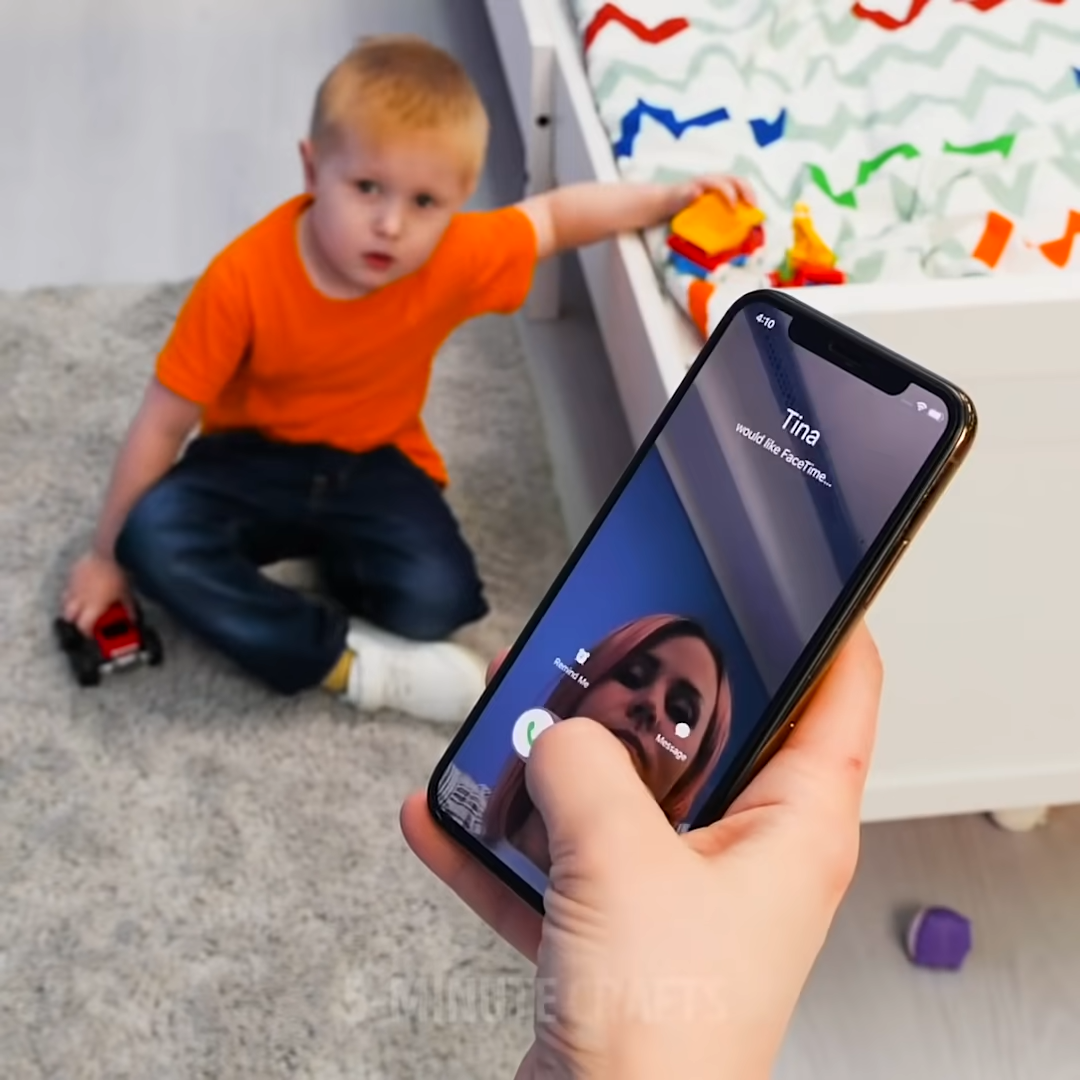 4:10
Tina
would like FaceTime...
Remind Me
Message
5-MINUTE CRAFTS